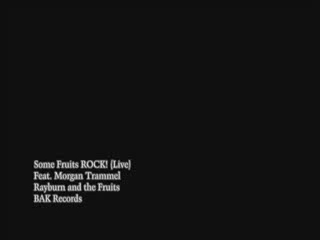 Some Fruits ROCK! (Live)
Feat. Morgan Trammel
Rayburn and the Fruits
BAK Records